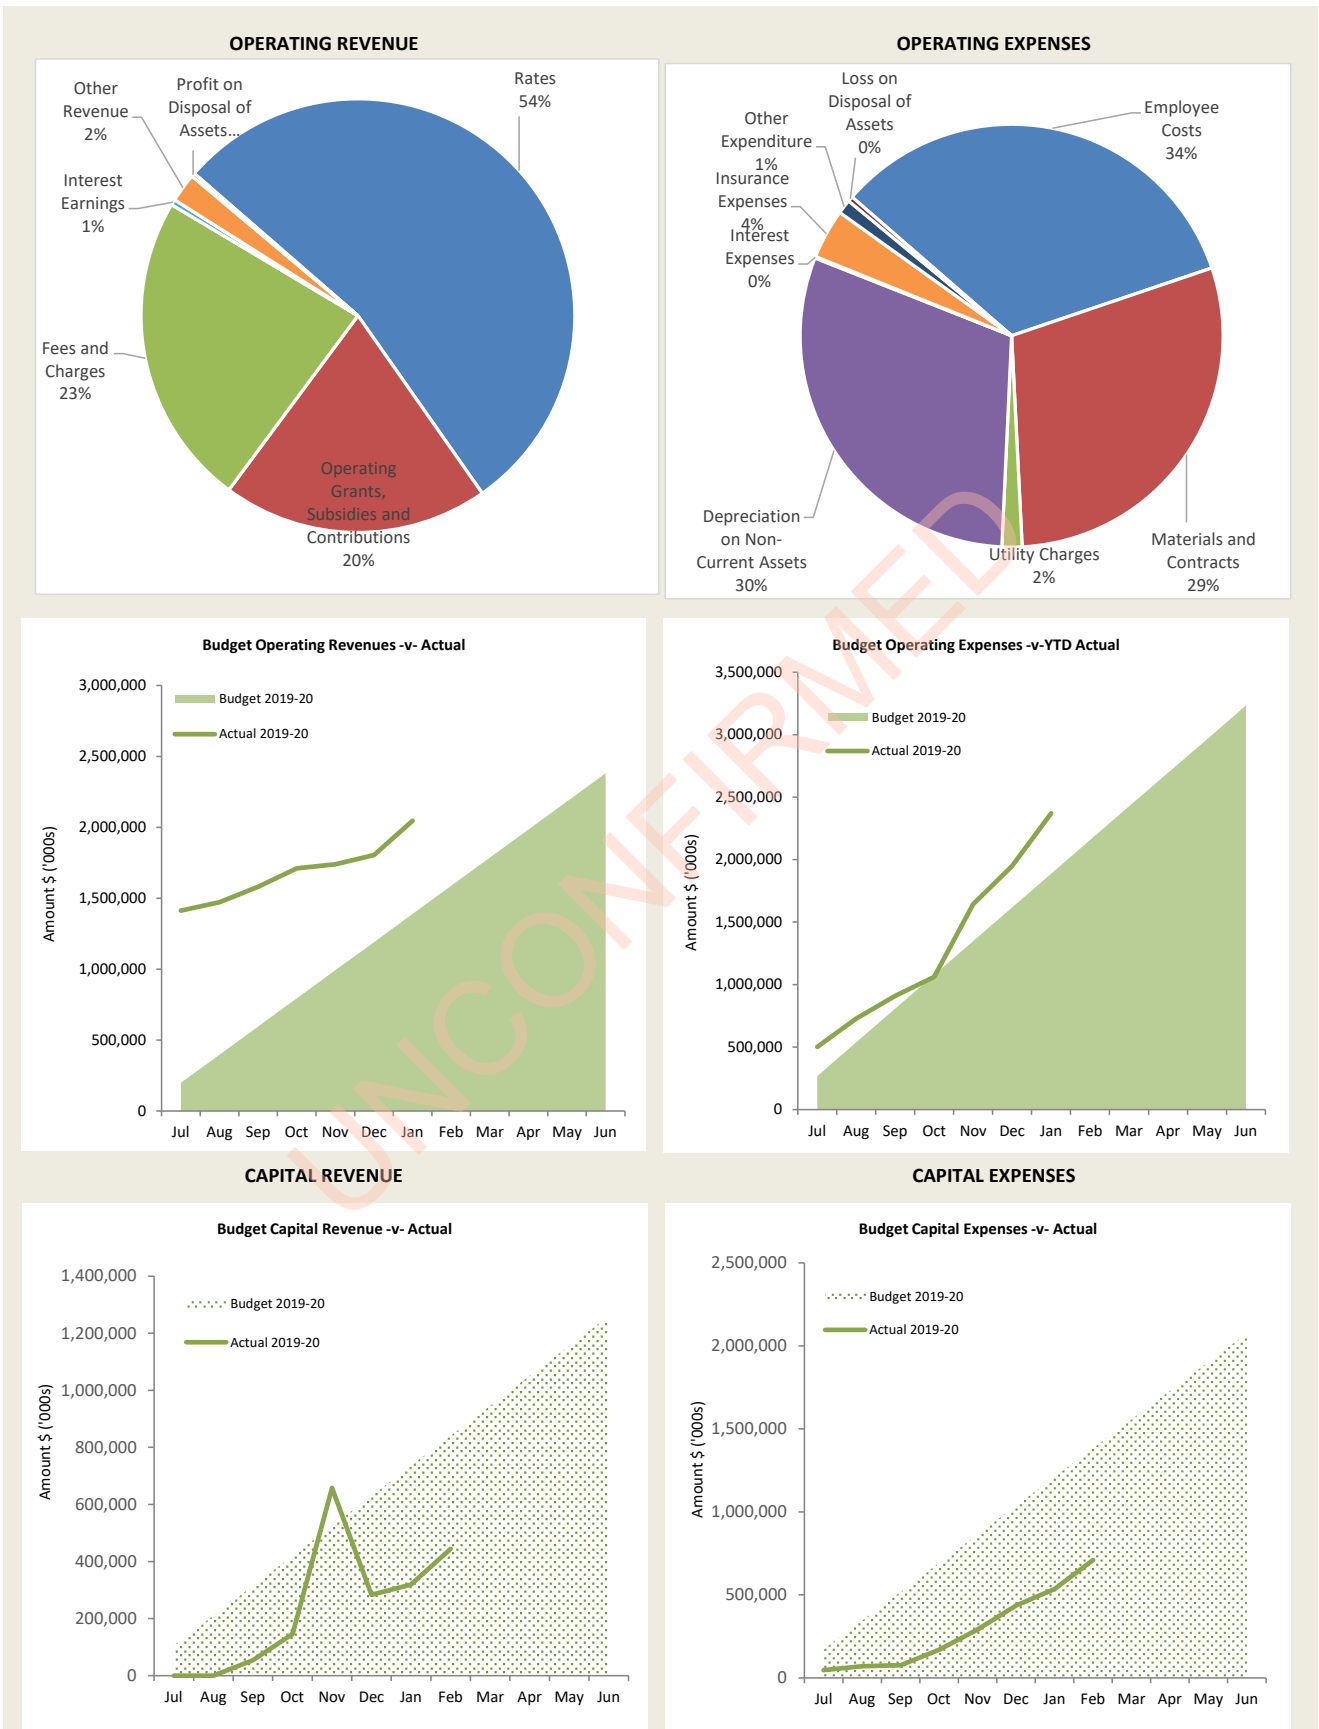 OPERATING REVENUE
Other
Revenue
2%
Profit on
Disposal of
Assets...
Rates
54%
Interest
Earnings
1%
Fees and
Charges
23%
Operating
Grants,
Subsidies and
Contributions
20%
OPERATING EXPENSES
Loss on
Disposal of
Assets
0%
Other
Expenditure
1%
Insurance
Expenses
4%
Interest
Expenses
0%
Employee
Costs
34%
Depreciation
on Non-
Current Assets
30%
Utility Charges
2%
Materials and
Contracts
29%
Budget Operating Revenues -v- Actual
Budget 2019-20
Actual 2019-20
Amount $ ('000s)
3,000,000
2,500,000
2,000,000
1,500,000
1,000,000
500,000
0
Jul Aug Sep Oct Nov Dec Jan Feb Mar Apr May Jun
Budget Operating Expenses -v-YTD Actual
Budget 2019-20
Actual 2019-20
Amount $ ('000s)
3,500,000
3,000,000
2,500,000
2,000,000
1,500,000
1,000,000
500,000
0
Jul Aug Sep Oct Nov Dec Jan Feb Mar Apr May Jun
UNCONFIRMED
CAPITAL REVENUE
Budget Capital Revenue -v- Actual
Budget 2019-20
Actual 2019-20
Amount $ ('000s)
1,400,000
1,200,000
1,000,000
800,000
600,000
400,000
200,000
0
Jul Aug Sep Oct Nov Dec Jan Feb Mar Apr May Jun
CAPITAL EXPENSES
Budget Capital Expenses -v- Actual
Budget 2019-20
Actual 2019-20
Amount $ ('000s)
2,500,000
2,000,000
1,500,000
1,000,000
500,000
0
Jul Aug Sep Oct Nov Dec Jan Feb Mar Apr May Jun